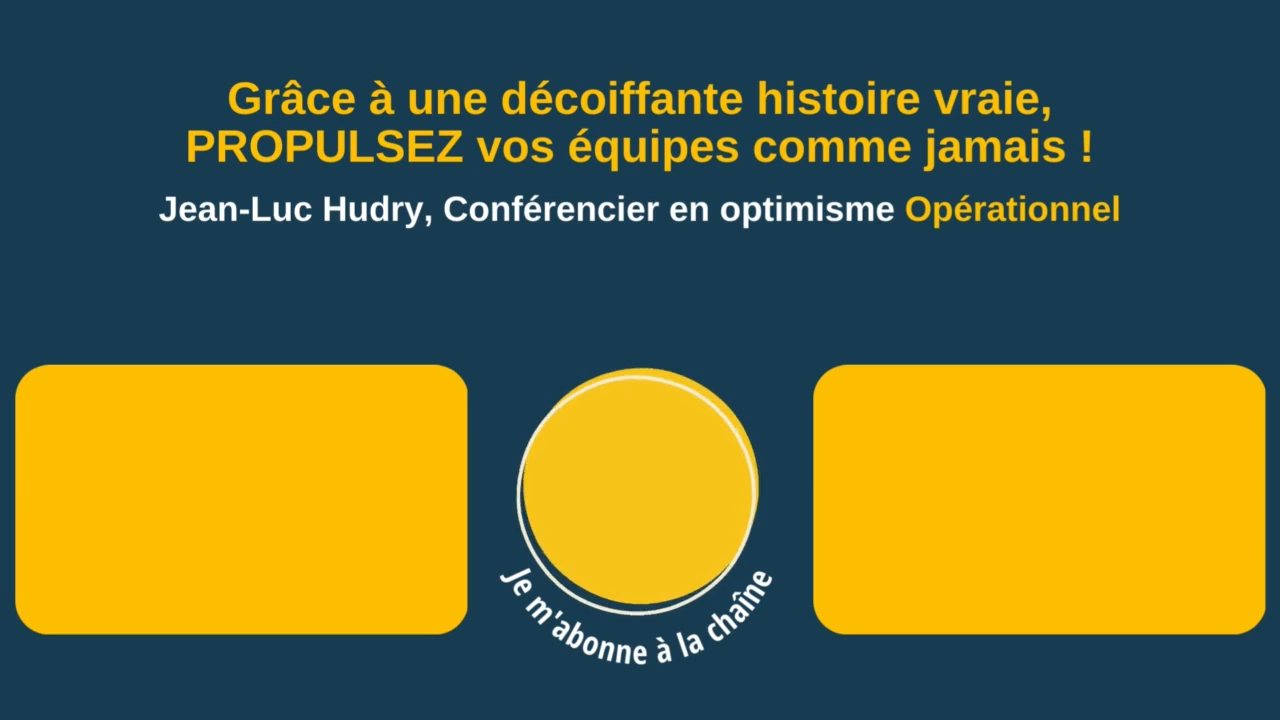 Grâce à une décoiffante histoire vraie,
PROPULSEZ vos équipes comme jamais !
Jean-Luc Hudry, Conférencier en optimisme Opérationnel
Je m'abonne à la chaîne